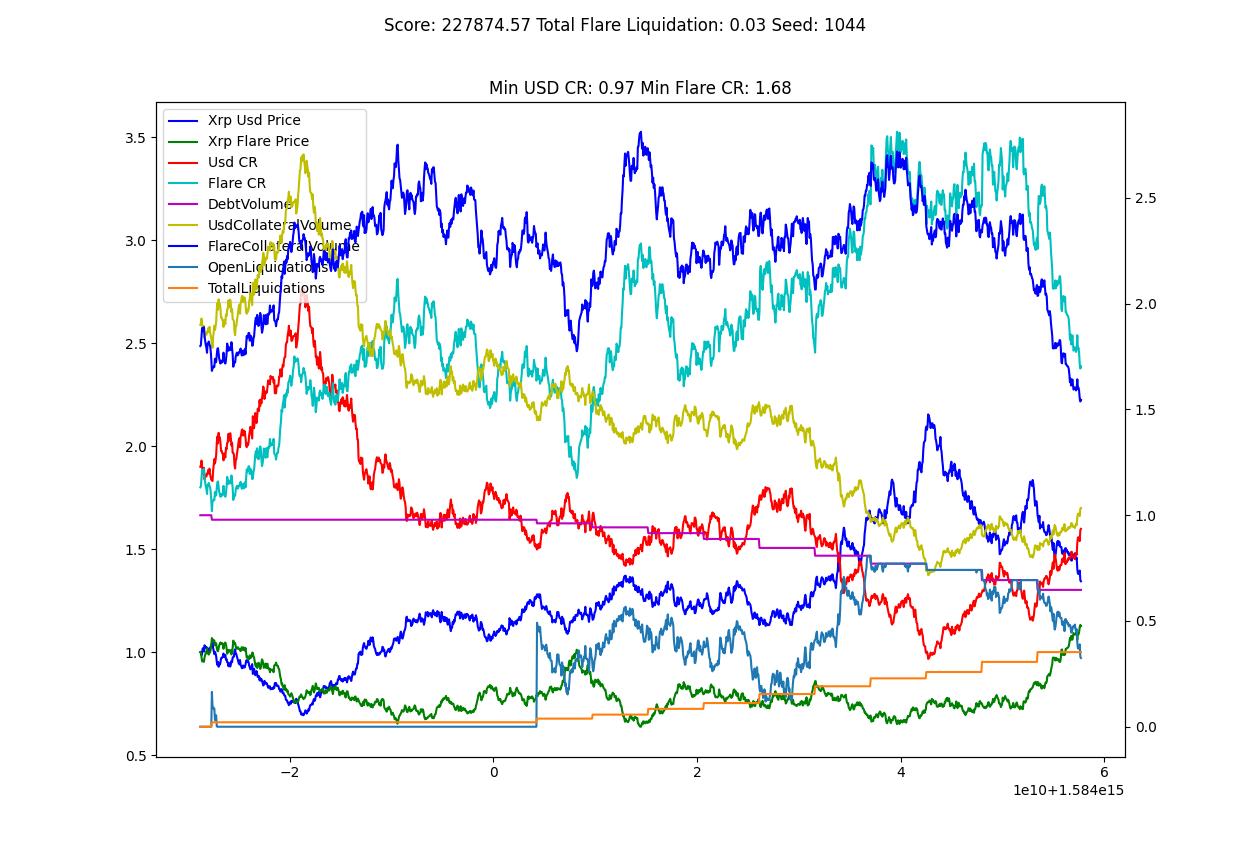 Score: 227874.57 Total Flare Liquidation: 0.03 Seed: 1044
Min USD CR: 0.97 Min Flare CR: 1.68
Xrp Usd Price
Xrp Flare Price
Usd CR
Flare CR
DebtVolume
UsdCollateralVolume
FlareCollateralVolume
OpenLiquidations
TotalLiquidations
3.5
3.0
2.5
2.0
1.5
1.0
0.5
2.5
2.0
1.5
1.0
0.5
0.0
−2
0
2
4
6
1e10+1.584e15